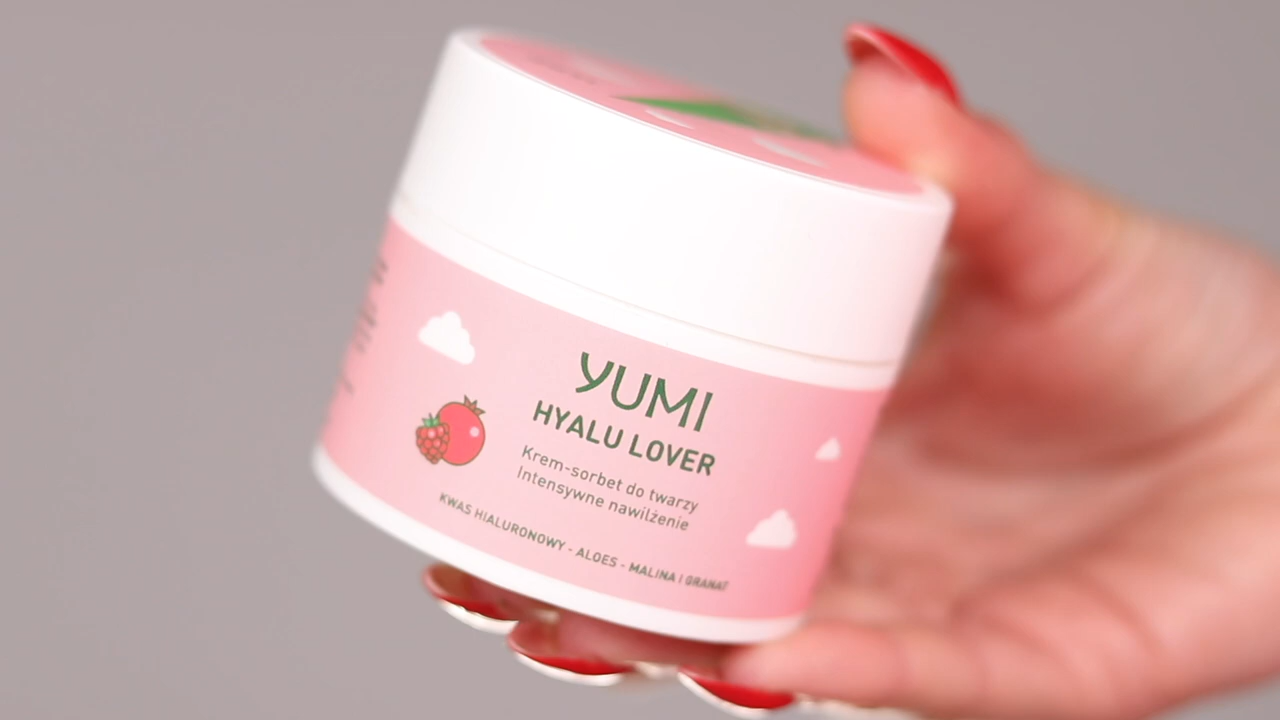 YUMI
HYALU LOVER
Krem-sorbet do twarzy
Intensywne nawilżenie
KWAS HIALURONOWY - ALOES - MALINA I GRANAT